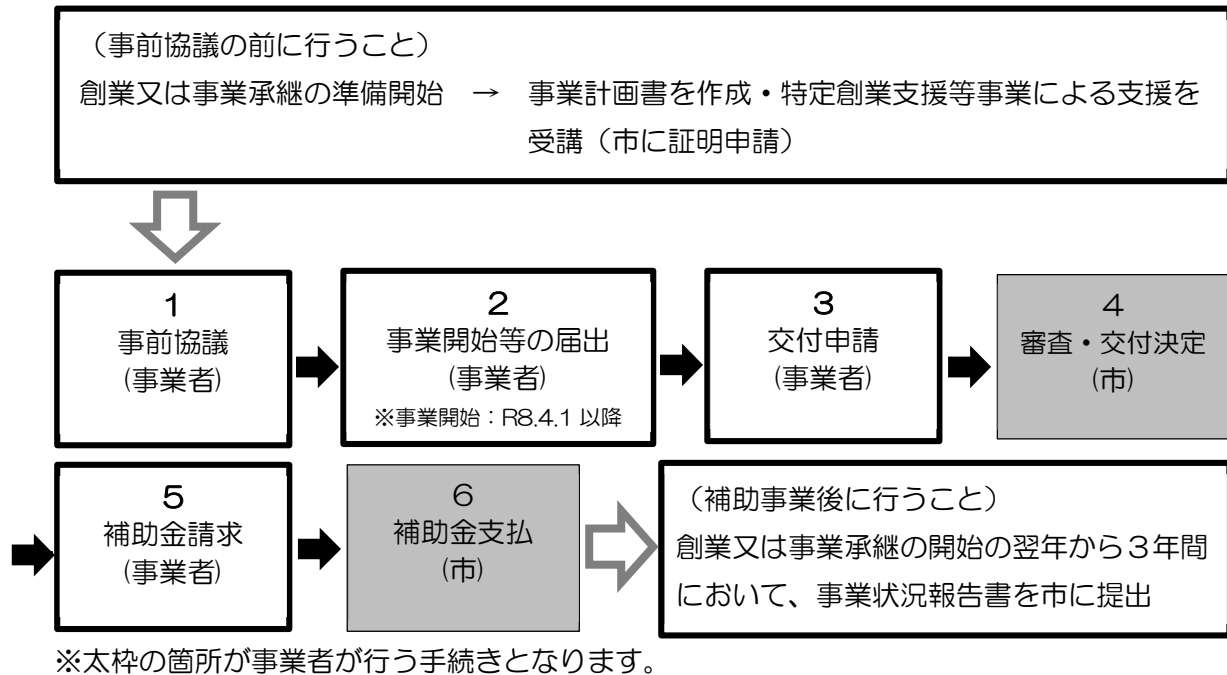 （事前協議の前に行うこと）
創業又は事業承継の準備開始　→　事業計画書を作成・特定創業支援等事業による支援を
受講（市に証明申請）
1
事前協議
(事業者)
2
事業開始等の届出
(事業者)
※事業開始：R8.4.1 以降
3
交付申請
(事業者)
4
審査・交付決定
(市)
5
補助金請求
(事業者)
6
補助金支払
(市)
（補助事業後に行うこと）
創業又は事業承継の開始の翌年から３年間
において、事業状況報告書を市に提出
※太枠の箇所が事業者が行う手続きとなります。